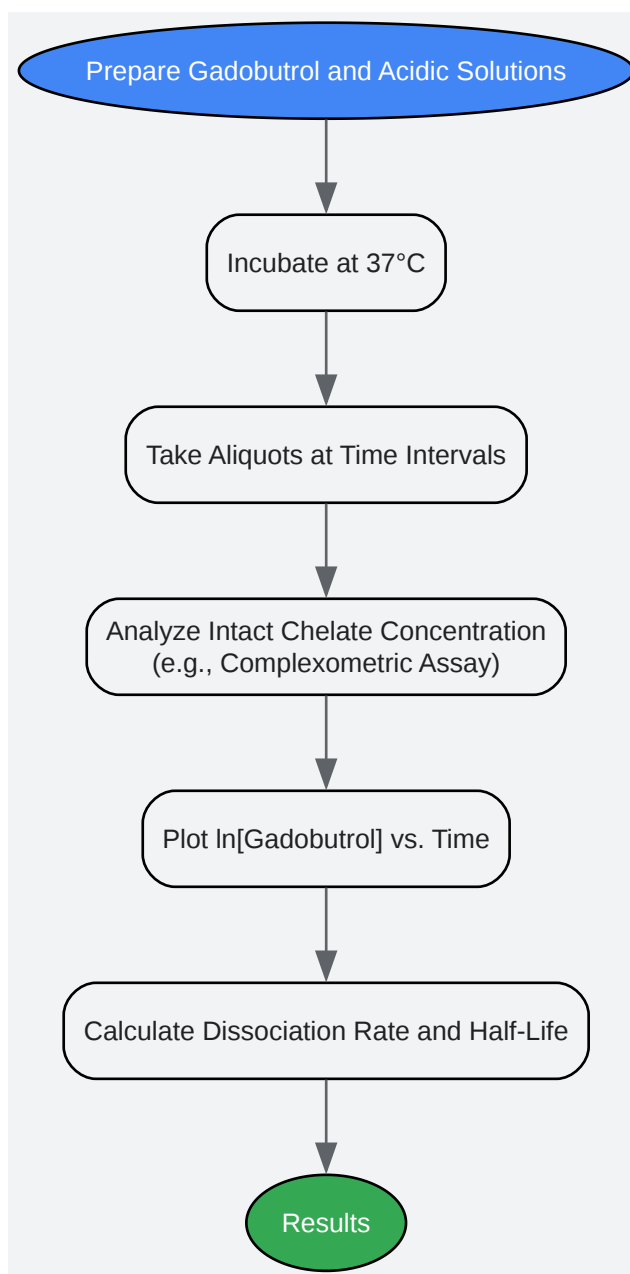 Prepare Gadobutrol and Acidic Solutions
Incubate at 37°C
Take Aliquots at Time Intervals
Analyze Intact Chelate Concentration
(e.g., Complexometric Assay)
Plot ln[Gadobutrol] vs. Time
Calculate Dissociation Rate and Half-Life
Results